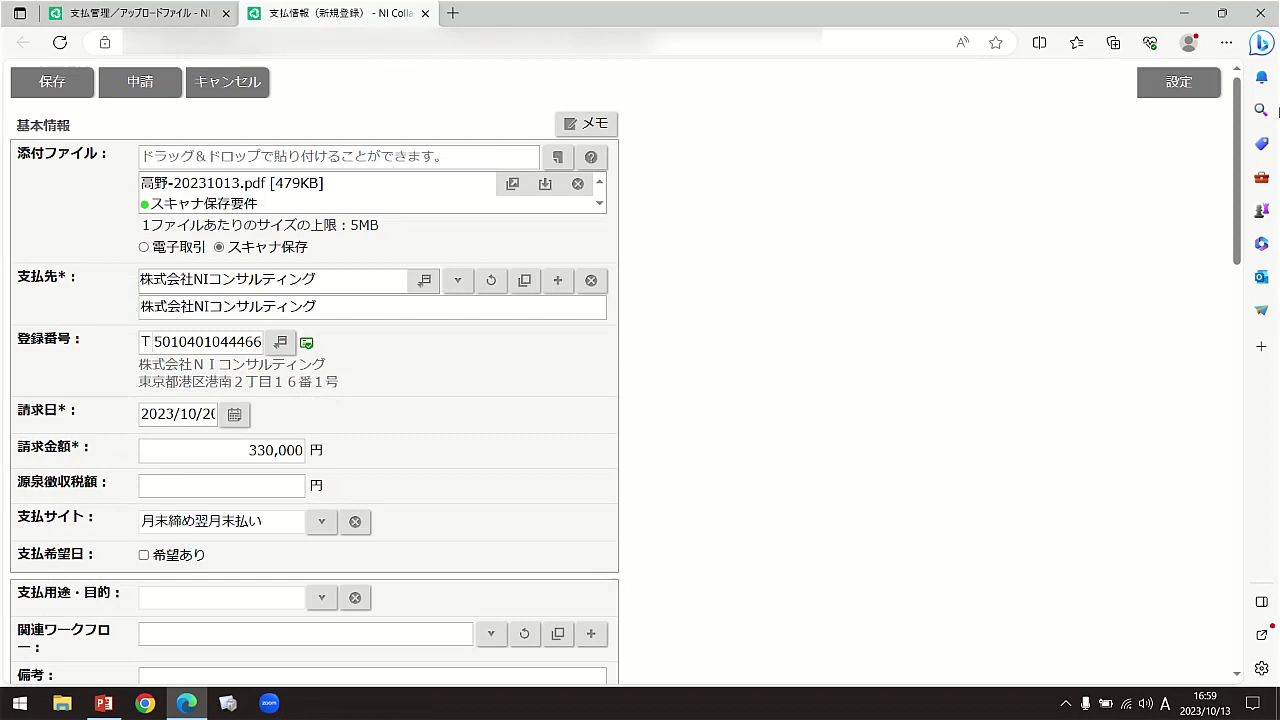 支払管理／アップロードファイル - NI
支払情報（新規登録） - NI Colla
保存
申請
キャンセル
設定
基本情報
メモ
添付ファイル：
ドラッグ＆ドロップで貼り付けることができます。
高野-20231013.pdf [479KB]
スキャナ保存要件
1ファイルあたりのサイズの上限：5MB
電子取引 スキャナ保存
支払先*：
株式会社NIコンサルティング
株式会社NIコンサルティング
登録番号：
T 5010401044466
株式会社ＮＩコンサルティング
東京都港区港南２丁目１６番１号
請求日*：
2023/10/20
請求金額*：
330,000 円
源泉徴収税額：
円
支払サイト：
月末締め翌月末払い
支払希望日：
希望あり
支払用途・目的：
関連ワークフロー：
備考：
zoom
A
16:59
2023/10/13